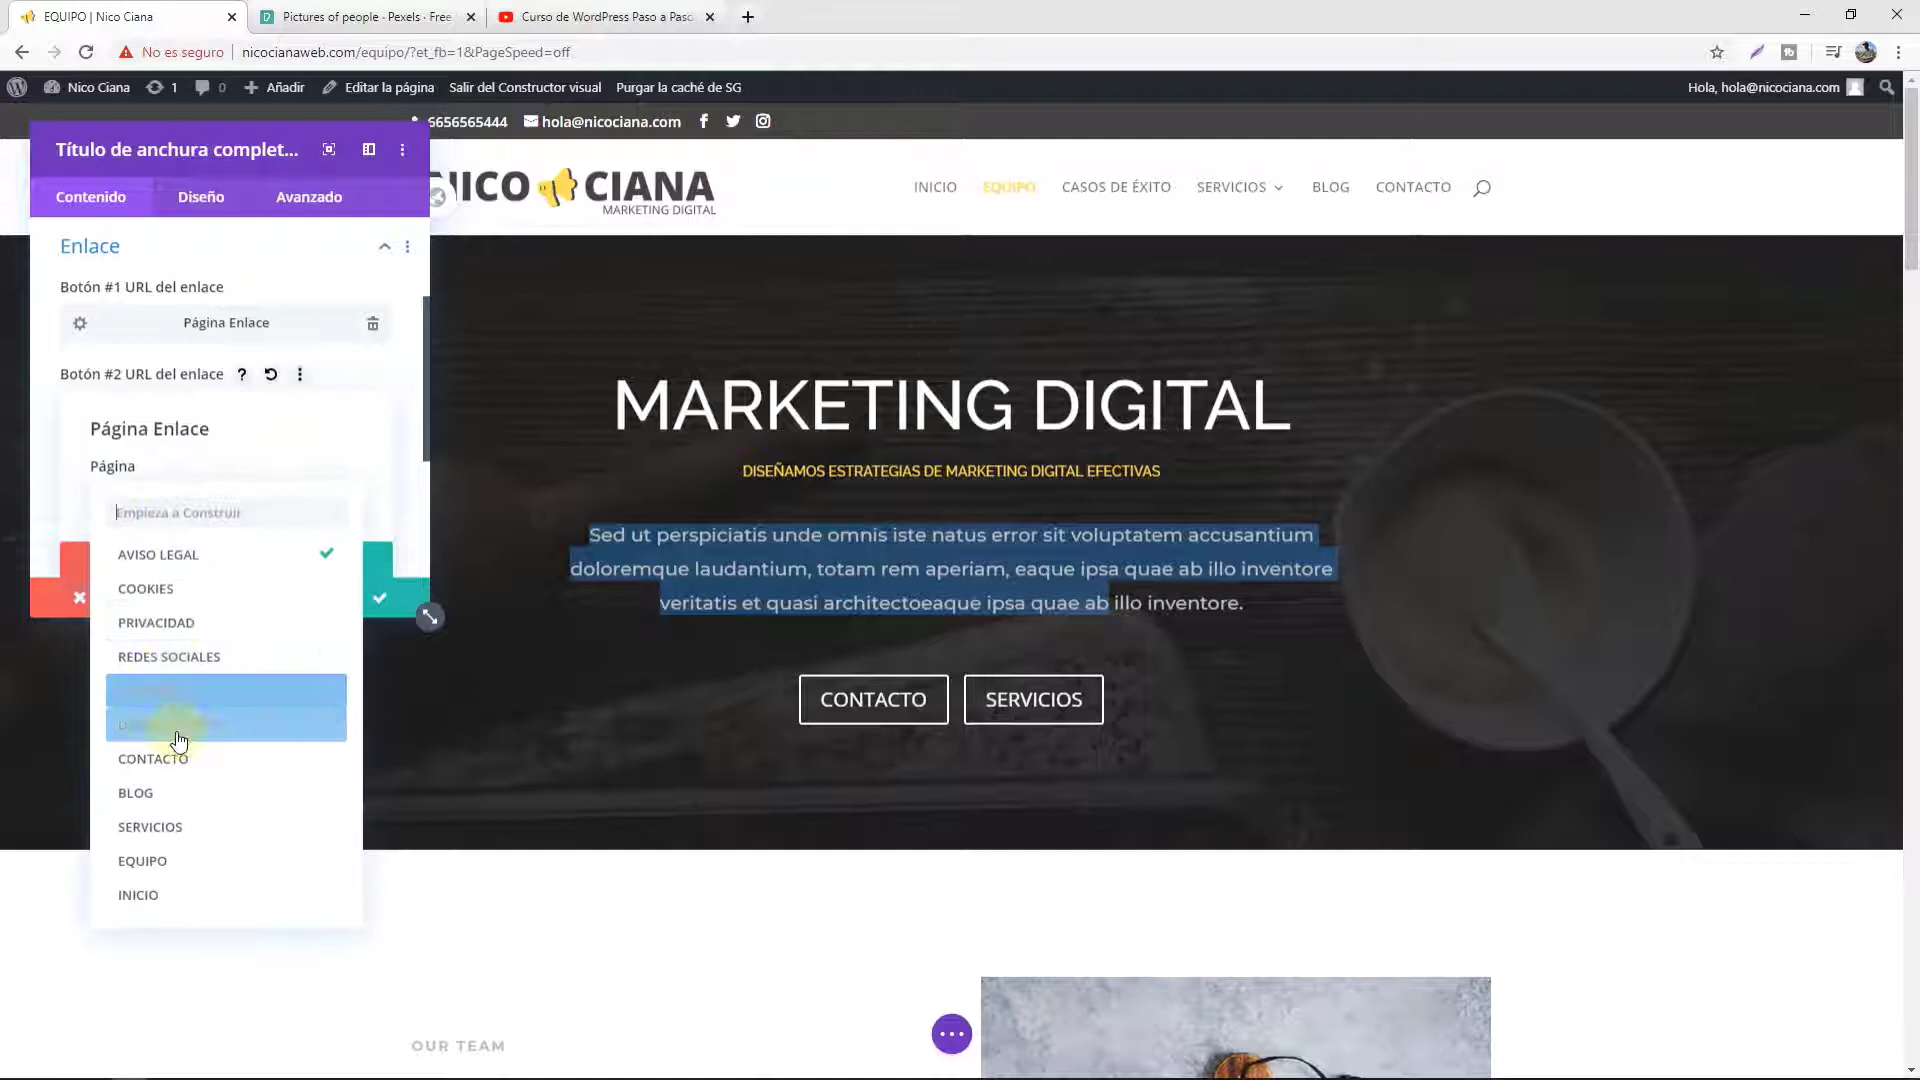 EQUIPO | Nico Ciana
Pictures of people · Pexels · Free
Curso de WordPress Paso a Paso
No es seguro
nicocianaweb.com/equipo/?et_fb=1&PageSpeed=off
Nico Ciana
1
0
Añadir
Editar la página
Salir del Constructor visual
Purgar la caché de SG
Hola, hola@nicociana.com
6656565444
hola@nicociana.com
Título de anchura complet...
Contenido
Diseño
Avanzado
NICO CIANA
MARKETING DIGITAL
INICIO
EQUIPO
CASOS DE ÉXITO
SERVICIOS
BLOG
CONTACTO
Enlace
Botón #1 URL del enlace
Página Enlace
Botón #2 URL del enlace
Página Enlace
Página
Empieza a Construir
AVISO LEGAL
COOKIES
PRIVACIDAD
REDES SOCIALES
CONTACTO
BLOG
SERVICIOS
EQUIPO
INICIO
MARKETING DIGITAL
DISEÑAMOS ESTRATEGIAS DE MARKETING DIGITAL EFECTIVAS
Sed ut perspiciatis unde omnis iste natus error sit voluptatem accusantium
doloremque laudantium, totam rem aperiam, eaque ipsa quae ab illo inventore
veritatis et quasi architectoeaque ipsa quae ab illo inventore.
CONTACTO
SERVICIOS
OUR TEAM